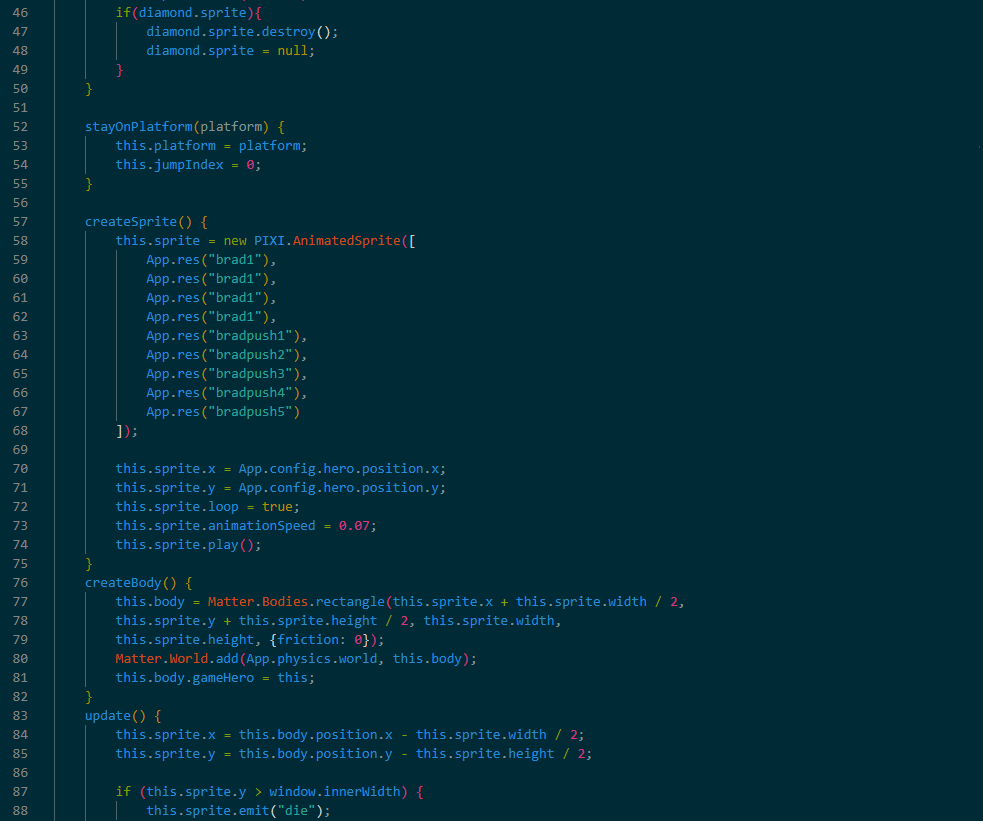 46 if(diamond.sprite){
47 diamond.sprite.destroy();
48 diamond.sprite = null;
49 }
50 }
51
52 stayOnPlatform(platform) {
53 this.platform = platform;
54 this.jumpIndex = 0;
55 }
56
57 createSprite() {
58 this.sprite = new PIXI.AnimatedSprite([
59 App.res("brad1"),
60 App.res("brad1"),
61 App.res("brad1"),
62 App.res("brad1"),
63 App.res("bradpush1"),
64 App.res("bradpush2"),
65 App.res("bradpush3"),
66 App.res("bradpush4"),
67 App.res("bradpush5")
68 ]);
69
70 this.sprite.x = App.config.hero.position.x;
71 this.sprite.y = App.config.hero.position.y;
72 this.sprite.loop = true;
73 this.sprite.animationSpeed = 0.07;
74 this.sprite.play();
75 }
76 createBody() {
77 this.body = Matter.Bodies.rectangle(this.sprite.x + this.sprite.width / 2,
78 this.sprite.y + this.sprite.height / 2, this.sprite.width,
79 this.sprite.height, {friction: 0});
80 Matter.World.add(App.physics.world, this.body);
81 this.body.gameHero = this;
82 }
83 update() {
84 this.sprite.x = this.body.position.x - this.sprite.width / 2;
85 this.sprite.y = this.body.position.y - this.sprite.height / 2;
86
87 if (this.sprite.y > window.innerWidth) {
88 this.sprite.emit("die");